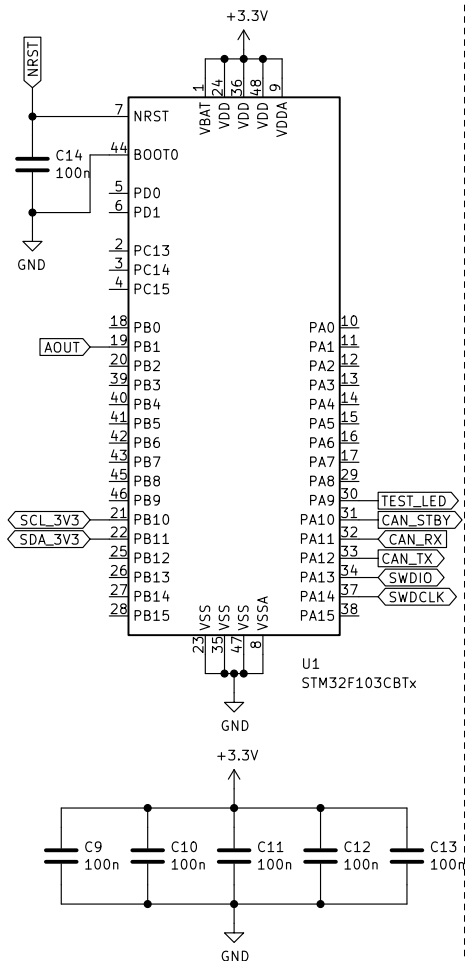 +3.3V
NRST
1 24 36 48 9
VBAT VDD VDD VDD VDDA
7 NRST
44 BOOT0
C14
100n
5 PD0
6 PD1
GND
2 PC13
3 PC14
4 PC15
18 PB0 PA0 10
AOUT 19 PB1 PA1 11
20 PB2 PA2 12
39 PB3 PA3 13
40 PB4 PA4 14
41 PB5 PA5 15
42 PB6 PA6 16
43 PB7 PA7 17
45 PB8 PA8 29
46 PB9 PA9 30 TEST_LED
SCL_3V3 21 PB10 PA10 31 CAN_STBY
SDA_3V3 22 PB11 PA11 32 CAN_RX
25 PB12 PA12 33 CAN_TX
26 PB13 PA13 34 SWDIO
27 PB14 PA14 37 SWDCLK
28 PB15 PA15 38
VSS VSS VSS VSSA
23 35 47 8
U1
STM32F103CBTx
GND
+3.3V
C9 C10 C11 C12 C13
100n 100n 100n 100n 100n
GND